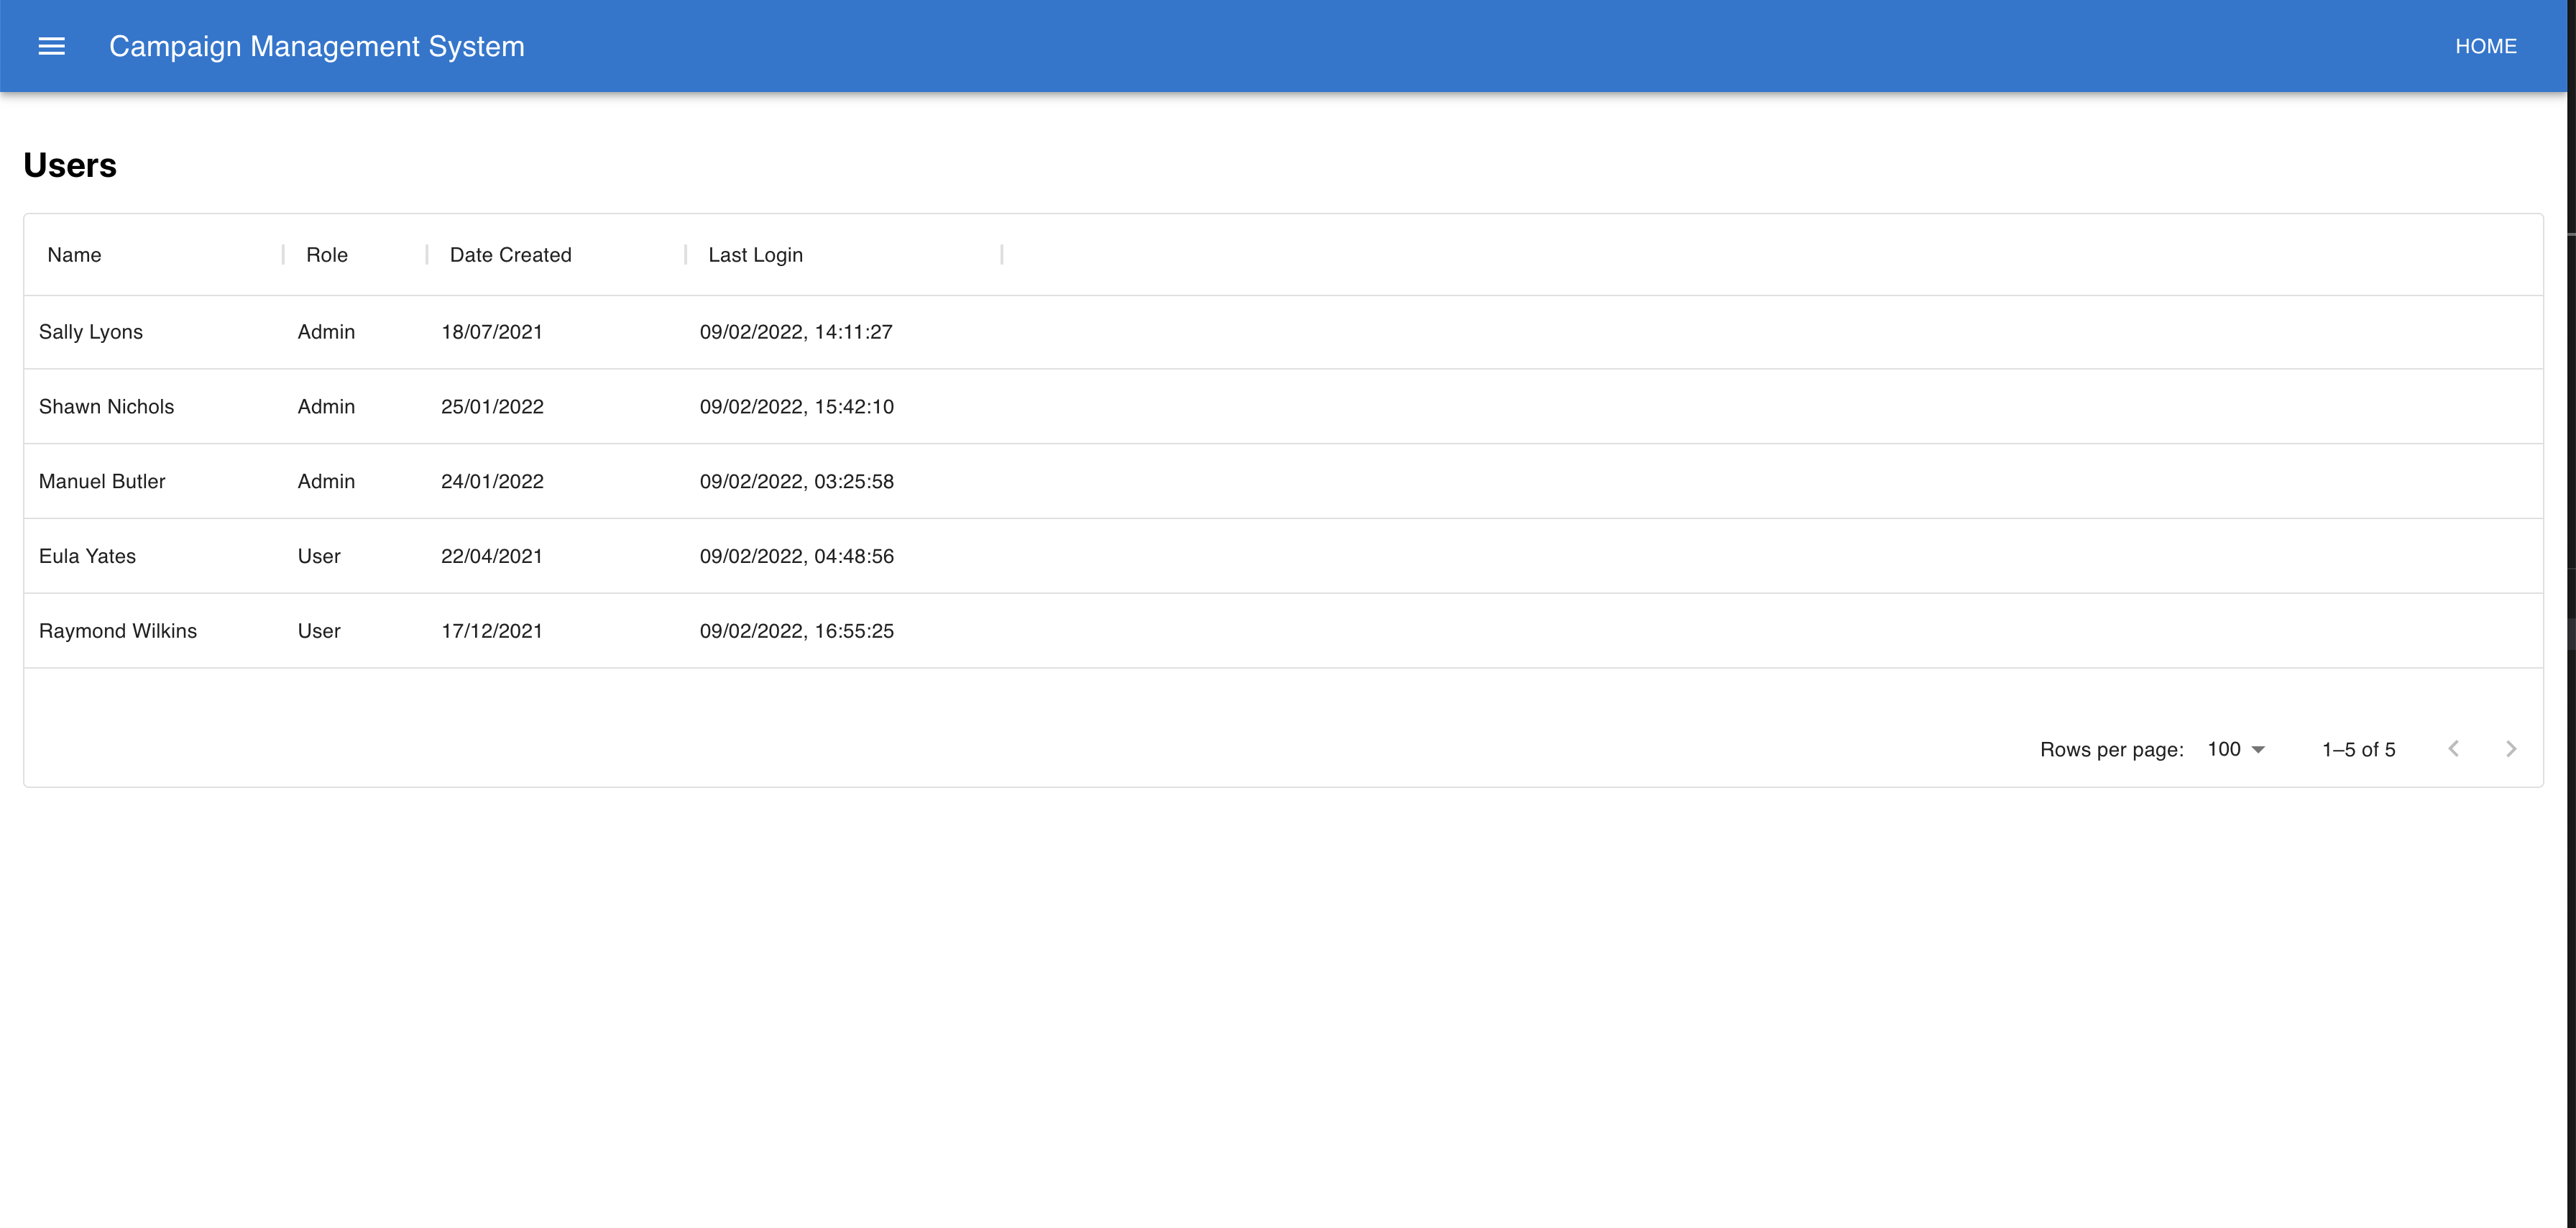 Campaign Management System HOME
Users
Name Role Date Created Last Login
Sally Lyons Admin 18/07/2021 09/02/2022, 14:11:27
Shawn Nichols Admin 25/01/2022 09/02/2022, 15:42:10
Manuel Butler Admin 24/01/2022 09/02/2022, 03:25:58
Eula Yates User 22/04/2021 09/02/2022, 04:48:56
Raymond Wilkins User 17/12/2021 09/02/2022, 16:55:25
Rows per page: 100 1–5 of 5